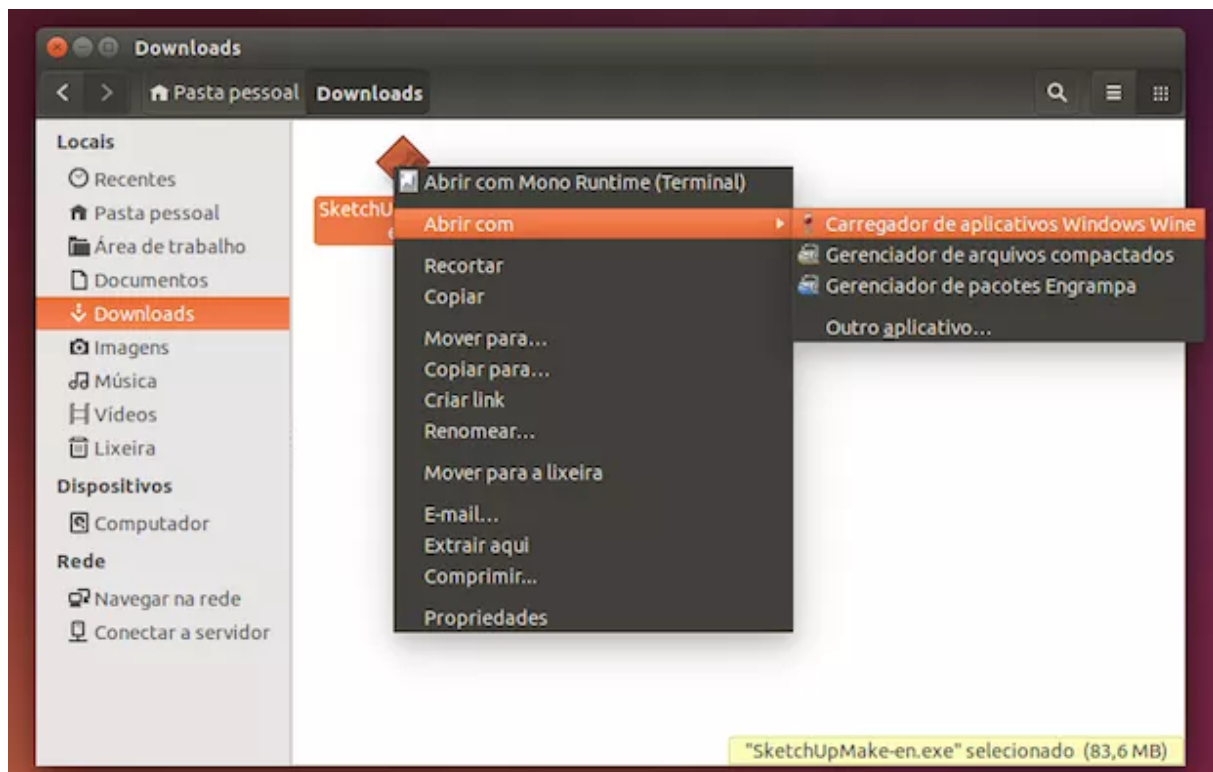 Downloads
Pasta pessoal Downloads
Locais
Recentes
Pasta pessoal
Área de trabalho
Documentos
Downloads
Imagens
Música
Vídeos
Lixeira
Dispositivos
Computador
Rede
Navegar na rede
Conectar a servidor
SketchU
e
Abrir com Mono Runtime (Terminal)
Abrir com
Recortar
Copiar
Mover para...
Copiar para...
Criar link
Renomear...
Mover para a lixeira
E-mail...
Extrair aqui
Comprimir...
Propriedades
Carregador de aplicativos Windows Wine
Gerenciador de arquivos compactados
Gerenciador de pacotes Engrampa
Outro aplicativo...
"SketchUpMake-en.exe" selecionado (83,6 MB)